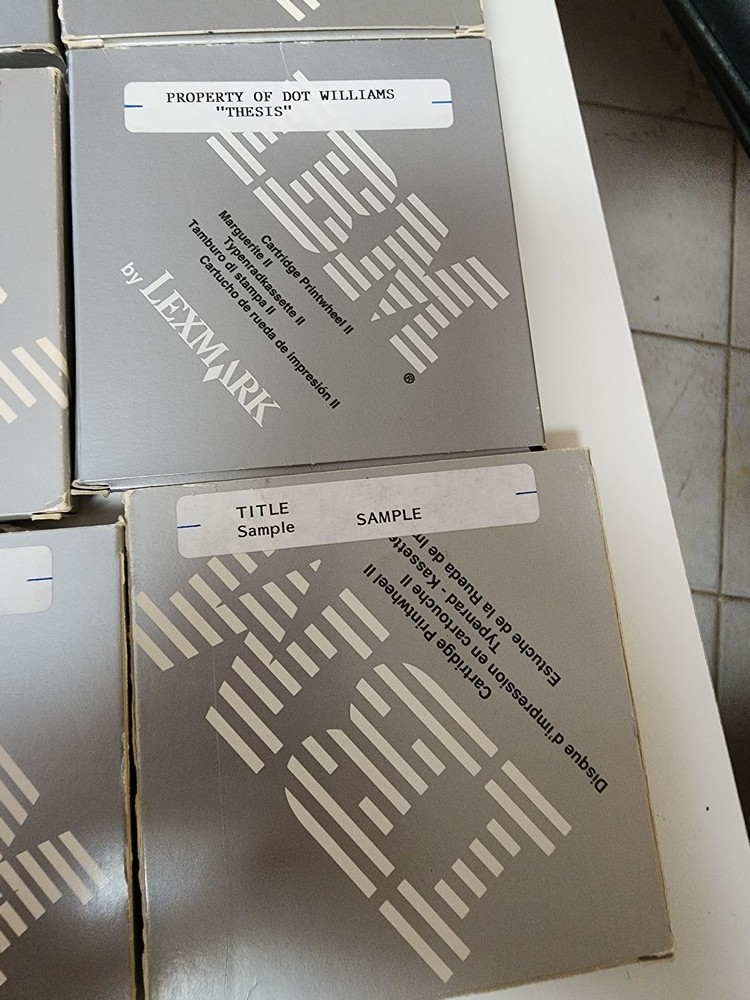 PROPERTY OF DOT WILLIAMS
"THESIS"
IBM®
Cartridge Printwheel II
Marguerite II
Typenradkassette II
Tamburo di stampa II
Cartucho de rueda de impresión II
by LEXMARK
TITLE SAMPLE
Sample
IBM
Cartridge Printwheel II
Disque d'impression en cartouche II
Typenrad - Kassette
Estuche de la Rueda de